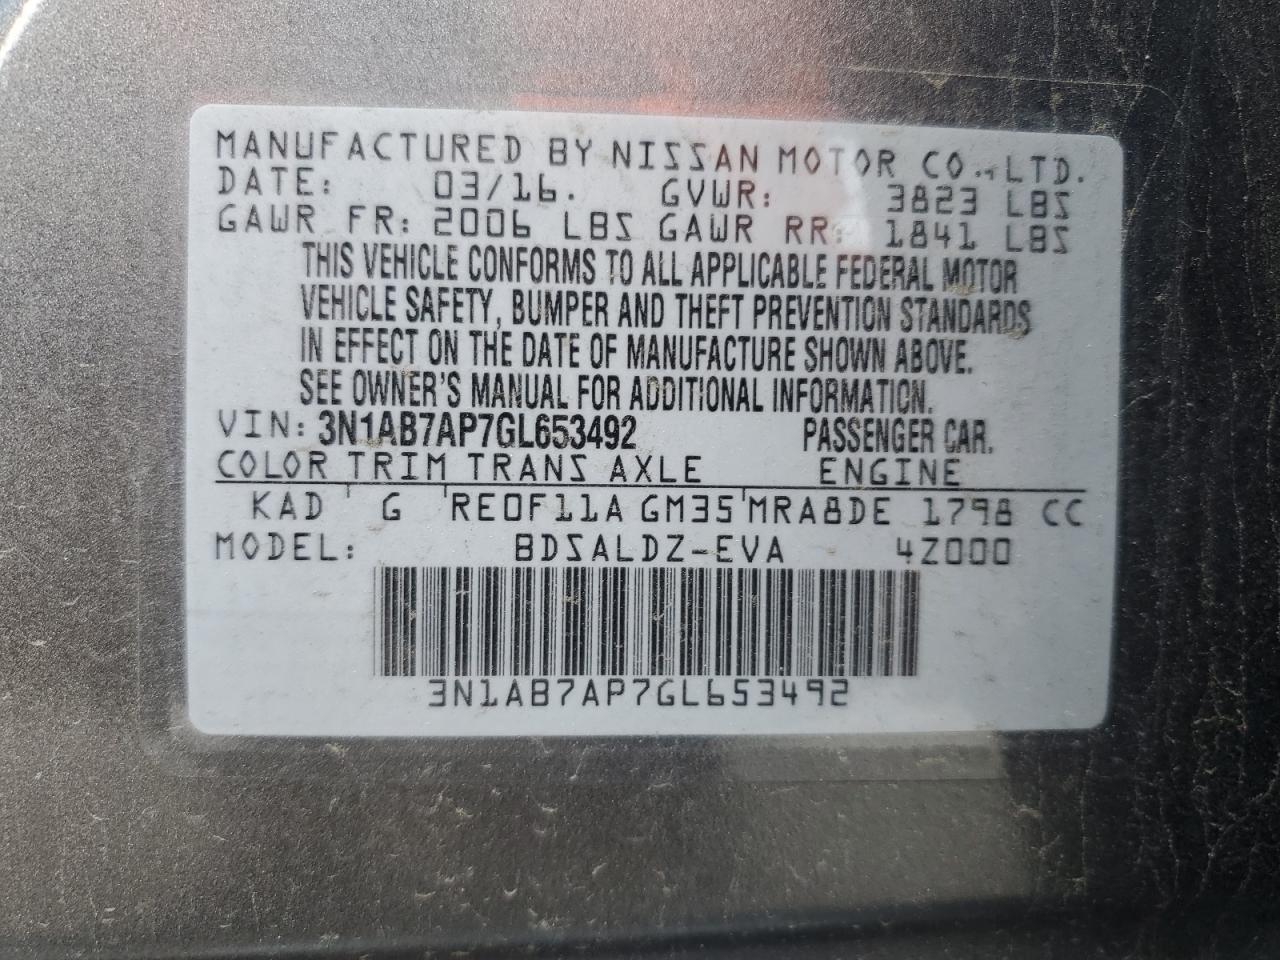 MANUFACTURED BY NISSAN MOTOR CO., LTD.
DATE: 03/16. GVWR: 3823 LBS
GAWR FR: 2006 LBS GAWR RR: 1841 LBS
THIS VEHICLE CONFORMS TO ALL APPLICABLE FEDERAL MOTOR
VEHICLE SAFETY, BUMPER AND THEFT PREVENTION STANDARDS
IN EFFECT ON THE DATE OF MANUFACTURE SHOWN ABOVE.
SEE OWNER'S MANUAL FOR ADDITIONAL INFORMATION.
VIN: 3N1AB7AP7GL653492 PASSENGER CAR.
COLOR TRIM TRANS AXLE ENGINE
KAD G RE0F11A GM35 MRA8DE 1798 CC
MODEL: BDSALDZ-EVA 4Z000
3N1AB7AP7GL653492